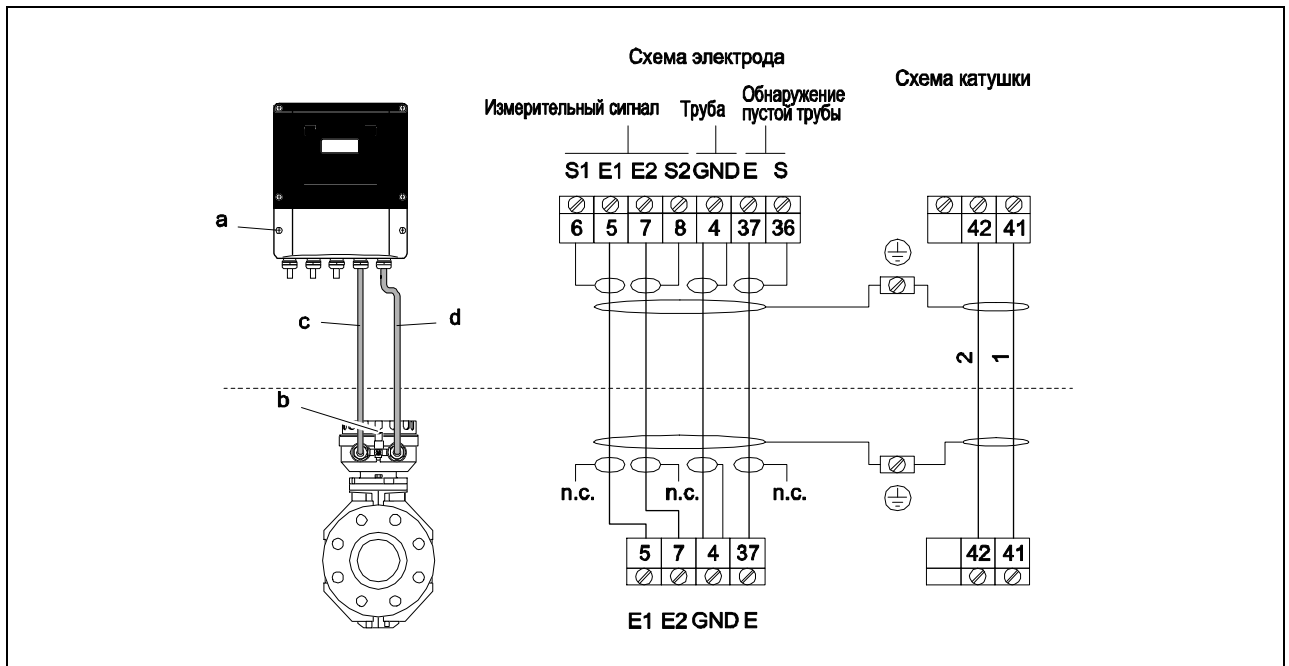 Схема электрода
Схема катушки
Измерительный сигнал
Труба
Обнаружение
пустой трубы
S1 E1 E2 S2 GND E S
6 5 7 8 4 37 36
42 41
a
c
d
2
1
b
n.c.
n.c.
n.c.
5 7 4 37
42 41
E1 E2 GND E